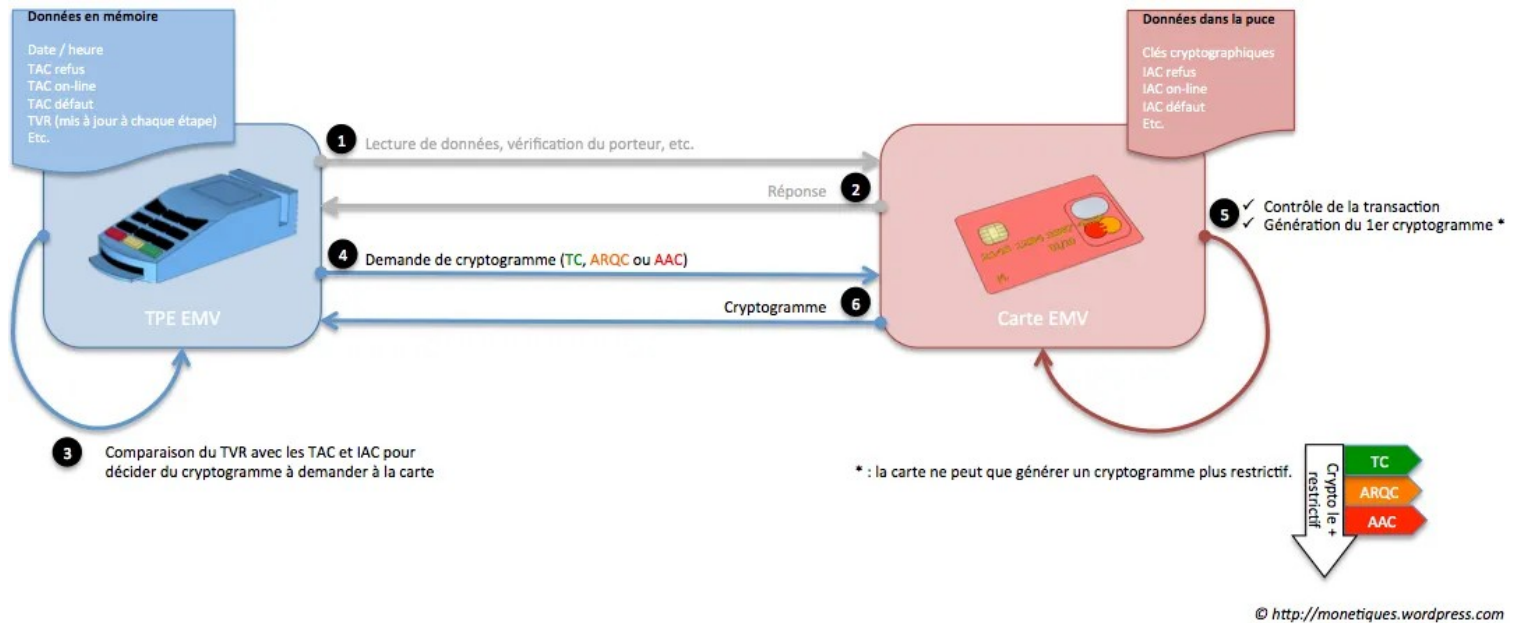 Données en mémoire
Date / heure
TAC refus
TAC on-line
TAC défaut
TVR (mis à jour à chaque étape)
Etc.
TPE EMV
1
Lecture de données, vérification du porteur, etc.
Réponse
2
4
Demande de cryptogramme (TC, ARQC ou AAC)
Cryptogramme
6
Données dans la puce
Clés cryptographiques
IAC refus
IAC on-line
IAC défaut
Etc.
Carte EMV
5
✓ Contrôle de la transaction
✓ Génération du 1er cryptogramme *
3
Comparaison du TVR avec les TAC et IAC pour
décider du cryptogramme à demander à la carte
* : la carte ne peut que générer un cryptogramme plus restrictif.
Crypto le +
restrictif
TC
ARQC
AAC
© http://monetiques.wordpress.com